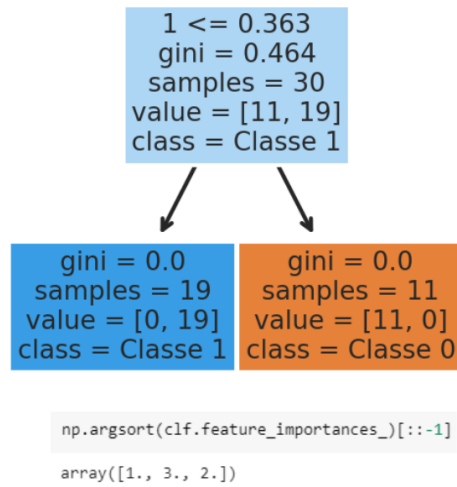 1 <= 0.363
gini = 0.464
samples = 30
value = [11, 19]
class = Classe 1
gini = 0.0
samples = 19
value = [0, 19]
class = Classe 1
gini = 0.0
samples = 11
value = [11, 0]
class = Classe 0
np.argsort(clf.feature_importances_)[::-1]
array([1., 3., 2.])